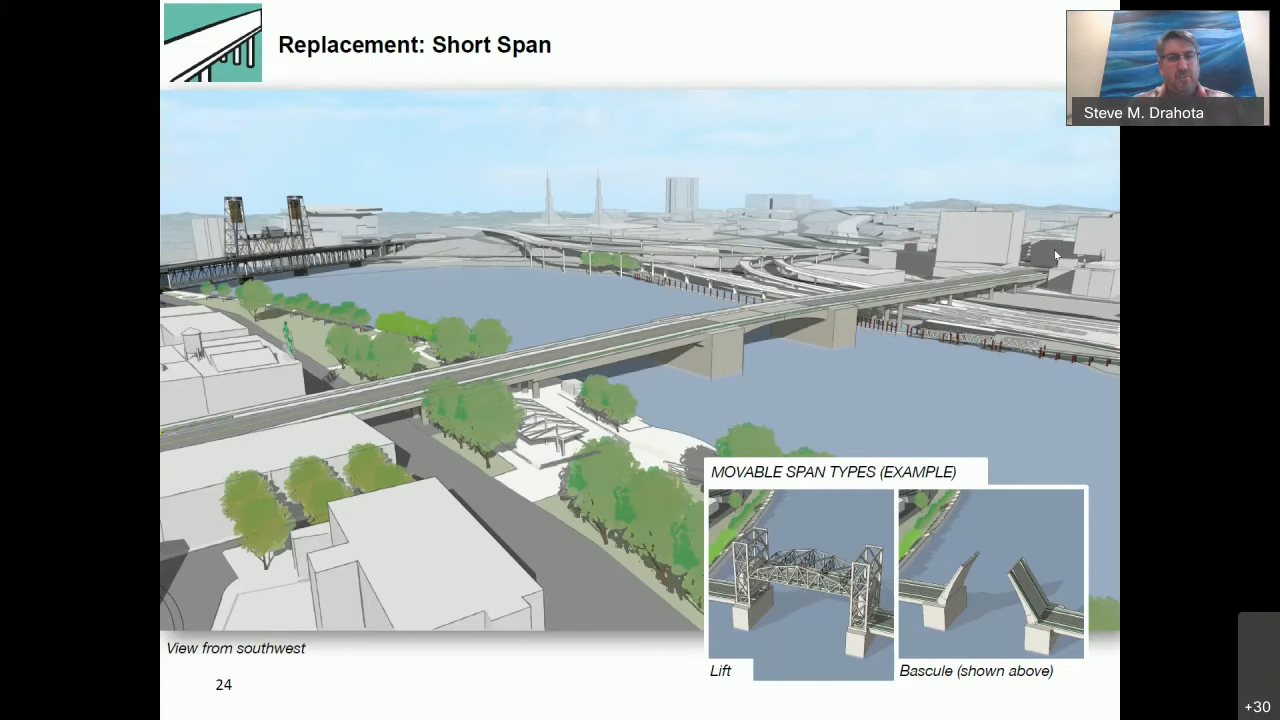 Replacement: Short Span
Steve M. Drahota
MOVABLE SPAN TYPES (EXAMPLE)
View from southwest
Lift
Bascule (shown above)
24
+30